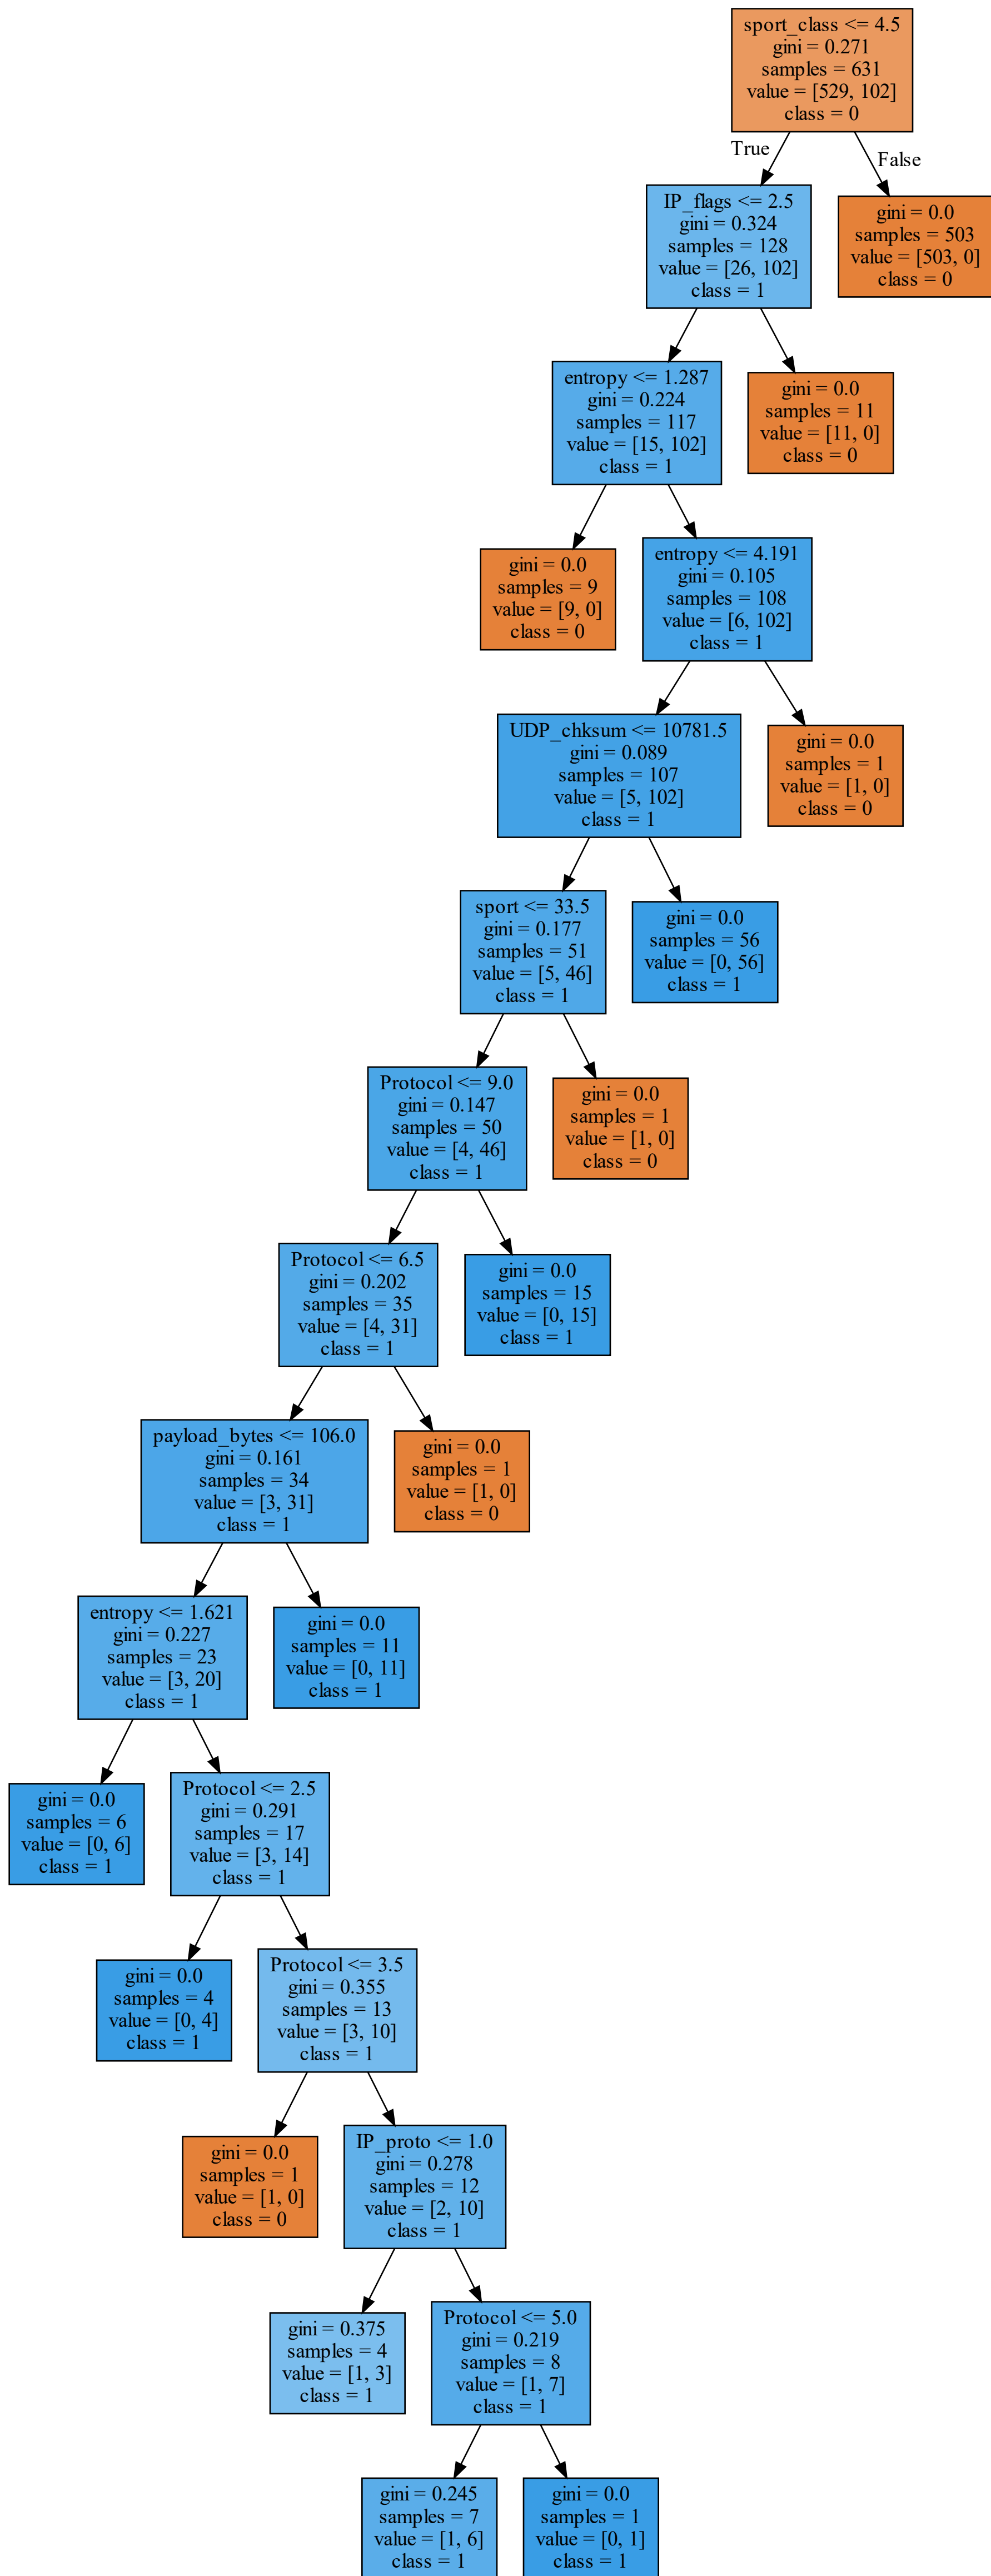 sport_class <= 4.5
gini = 0.271
samples = 631
value = [529, 102]
class = 0
True
False
IP_flags <= 2.5
gini = 0.324
samples = 128
value = [26, 102]
class = 1
gini = 0.0
samples = 503
value = [503, 0]
class = 0
entropy <= 1.287
gini = 0.224
samples = 117
value = [15, 102]
class = 1
gini = 0.0
samples = 11
value = [11, 0]
class = 0
gini = 0.0
samples = 9
value = [9, 0]
class = 0
entropy <= 4.191
gini = 0.105
samples = 108
value = [6, 102]
class = 1
UDP_chksum <= 10781.5
gini = 0.089
samples = 107
value = [5, 102]
class = 1
gini = 0.0
samples = 1
value = [1, 0]
class = 0
sport <= 33.5
gini = 0.177
samples = 51
value = [5, 46]
class = 1
gini = 0.0
samples = 56
value = [0, 56]
class = 1
Protocol <= 9.0
gini = 0.147
samples = 50
value = [4, 46]
class = 1
gini = 0.0
samples = 1
value = [1, 0]
class = 0
Protocol <= 6.5
gini = 0.202
samples = 35
value = [4, 31]
class = 1
gini = 0.0
samples = 15
value = [0, 15]
class = 1
payload_bytes <= 106.0
gini = 0.161
samples = 34
value = [3, 31]
class = 1
gini = 0.0
samples = 1
value = [1, 0]
class = 0
entropy <= 1.621
gini = 0.227
samples = 23
value = [3, 20]
class = 1
gini = 0.0
samples = 11
value = [0, 11]
class = 1
gini = 0.0
samples = 6
value = [0, 6]
class = 1
Protocol <= 2.5
gini = 0.291
samples = 17
value = [3, 14]
class = 1
gini = 0.0
samples = 4
value = [0, 4]
class = 1
Protocol <= 3.5
gini = 0.355
samples = 13
value = [3, 10]
class = 1
gini = 0.0
samples = 1
value = [1, 0]
class = 0
IP_proto <= 1.0
gini = 0.278
samples = 12
value = [2, 10]
class = 1
gini = 0.375
samples = 4
value = [1, 3]
class = 1
Protocol <= 5.0
gini = 0.219
samples = 8
value = [1, 7]
class = 1
gini = 0.245
samples = 7
value = [1, 6]
class = 1
gini = 0.0
samples = 1
value = [0, 1]
class = 1